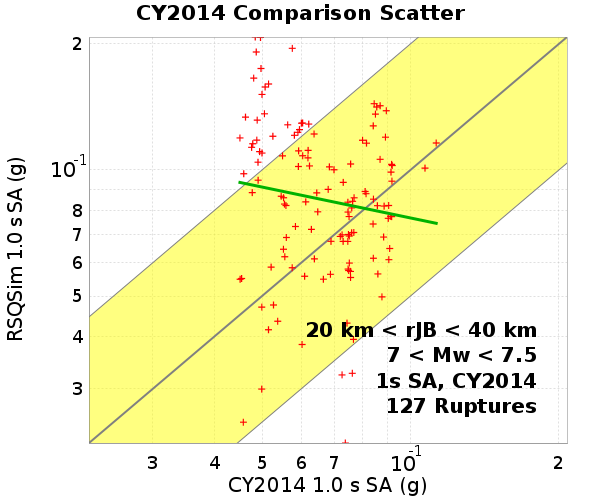 CY2014 Comparison Scatter
2
10-1
8
7
6
5
4
3
RSQSim 1.0 s SA (g)
20 km < rJB < 40 km
7 < Mw < 7.5
1s SA, CY2014
127 Ruptures
3 4 5 6 7 10-1 2
CY2014 1.0 s SA (g)